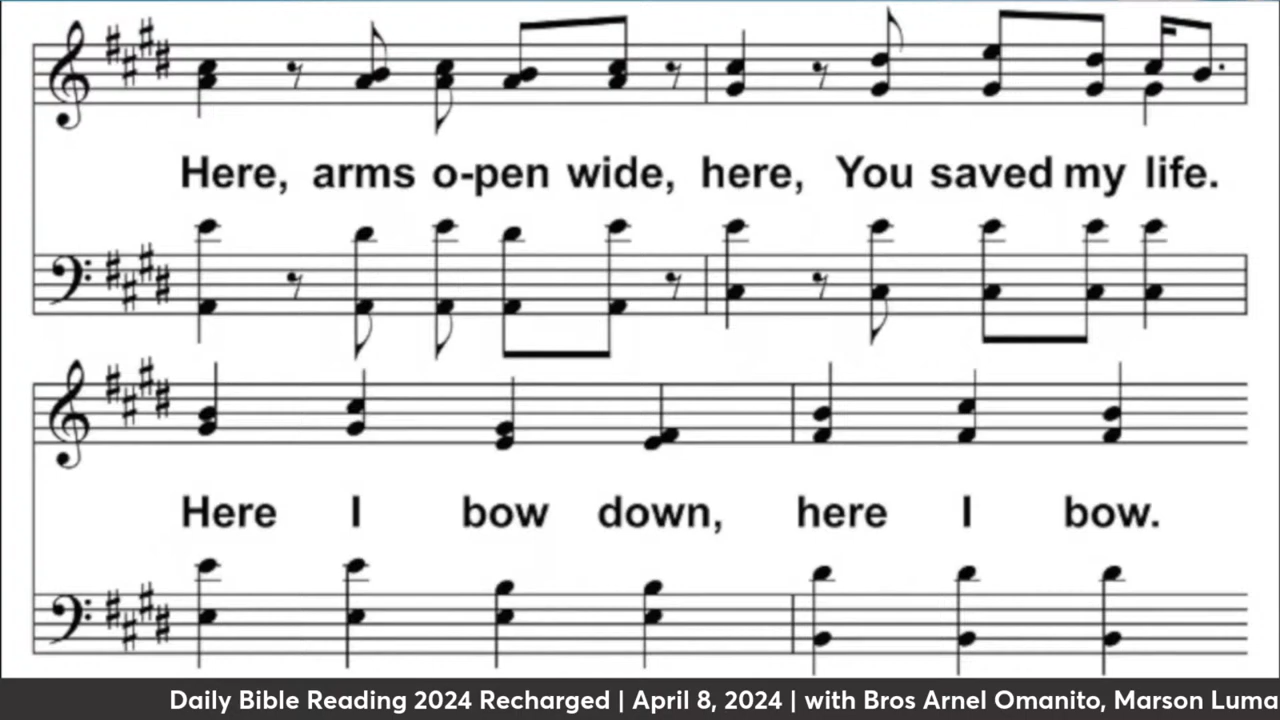 Here, arms o-pen wide, here, You saved my life.
Here I bow down, here I bow.
Daily Bible Reading 2024 Recharged | April 8, 2024 | with Bros Arnel Omanito, Marson Luma